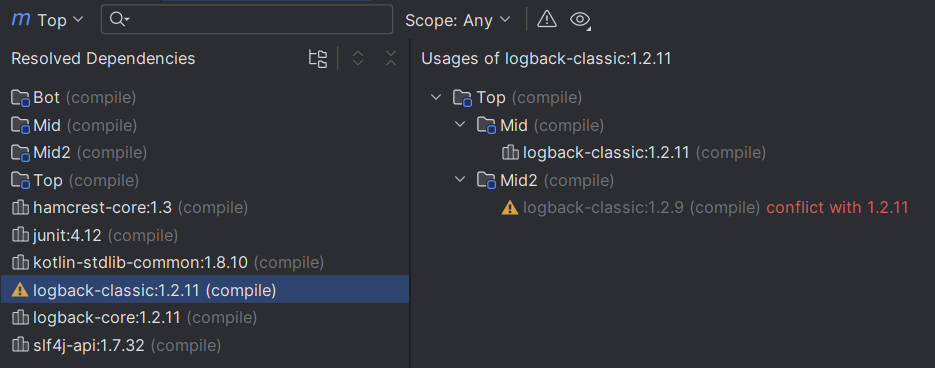 m Top
Scope: Any
Resolved Dependencies
Bot (compile)
Mid (compile)
Mid2 (compile)
Top (compile)
hamcrest-core:1.3 (compile)
junit:4.12 (compile)
kotlin-stdlib-common:1.8.10 (compile)
logback-classic:1.2.11 (compile)
logback-core:1.2.11 (compile)
slf4j-api:1.7.32 (compile)
Usages of logback-classic:1.2.11
Top (compile)
Mid (compile)
logback-classic:1.2.11 (compile)
Mid2 (compile)
logback-classic:1.2.9 (compile) conflict with 1.2.11